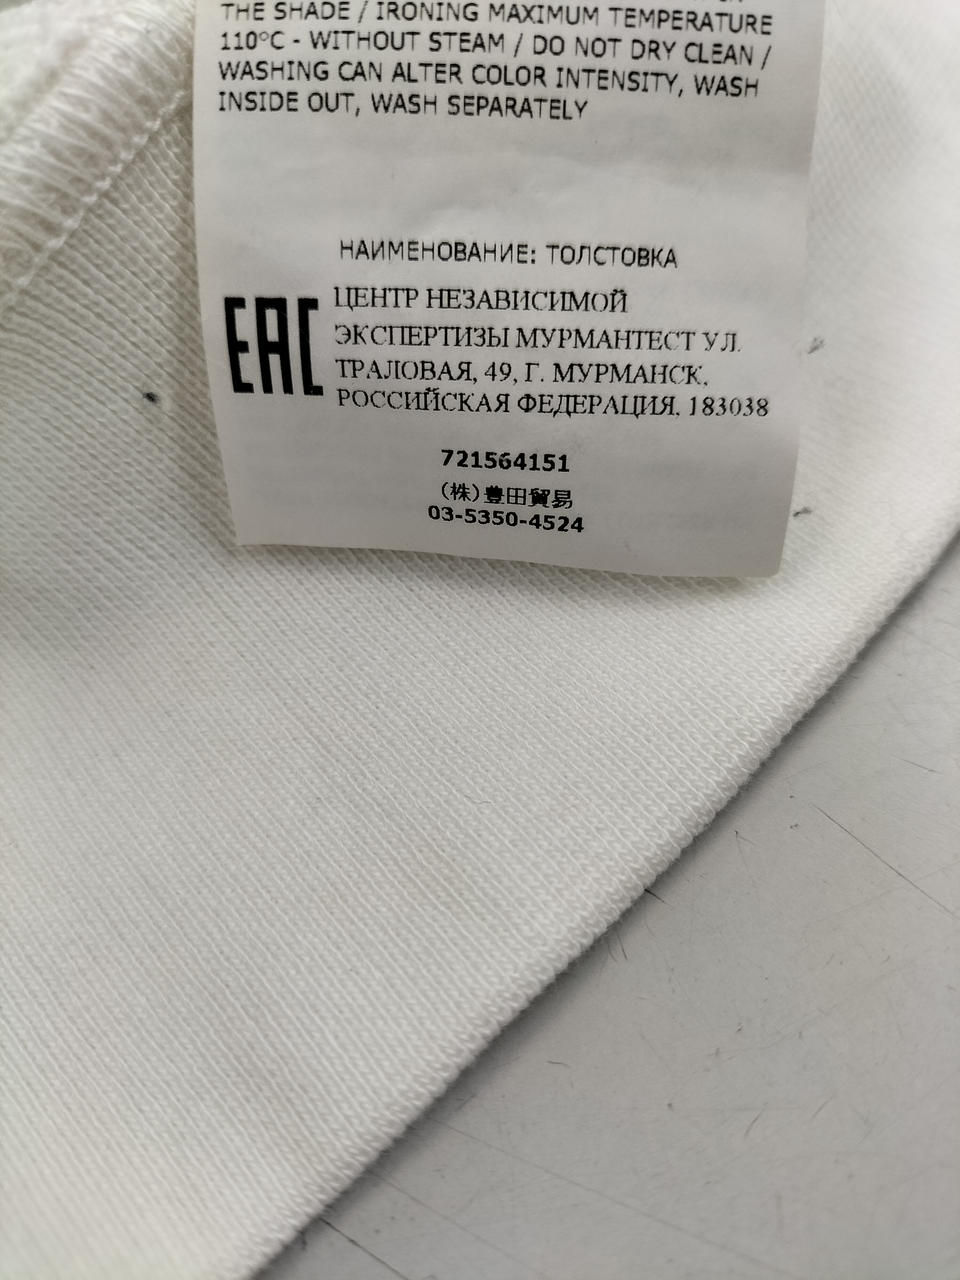 THE SHADE / IRONING MAXIMUM TEMPERATURE
110°C - WITHOUT STEAM / DO NOT DRY CLEAN /
WASHING CAN ALTER COLOR INTENSITY, WASH
INSIDE OUT, WASH SEPARATELY
НАИМЕНОВАНИЕ: ТОЛСТОВКА
EAC
ЦЕНТР НЕЗАВИСИМОЙ
ЭКСПЕРТИЗЫ МУРМАНТЕСТ УЛ.
ТРАЛОВАЯ, 49, Г. МУРМАНСК,
РОССИЙСКАЯ ФЕДЕРАЦИЯ, 183038
721564151
(株)豊田貿易
03-5350-4524